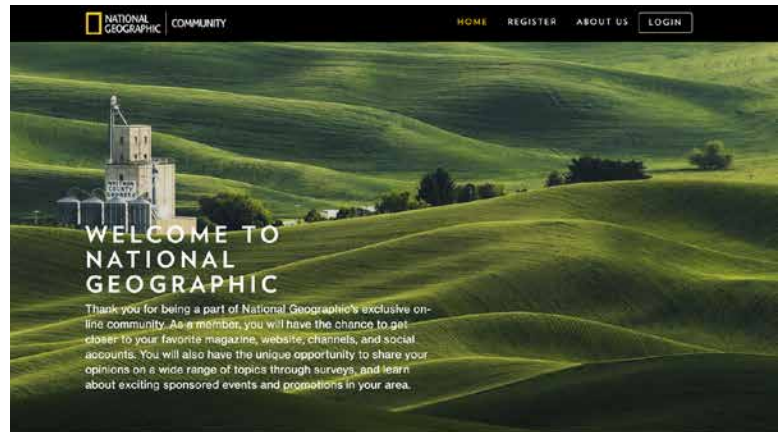 NATIONAL
GEOGRAPHIC
COMMUNITY
HOME REGISTER ABOUT US LOGIN
WHITMAN
COUNTY
GROWERS
WELCOME TO
NATIONAL
GEOGRAPHIC
Thank you for being a part of National Geographic's exclusive on-
line community. As a member, you will have the chance to get
closer to your favorite magazine, website, channels, and social
accounts. You will also have the unique opportunity to share your
opinions on a wide range of topics through surveys, and learn
about exciting sponsored events and promotions in your area.